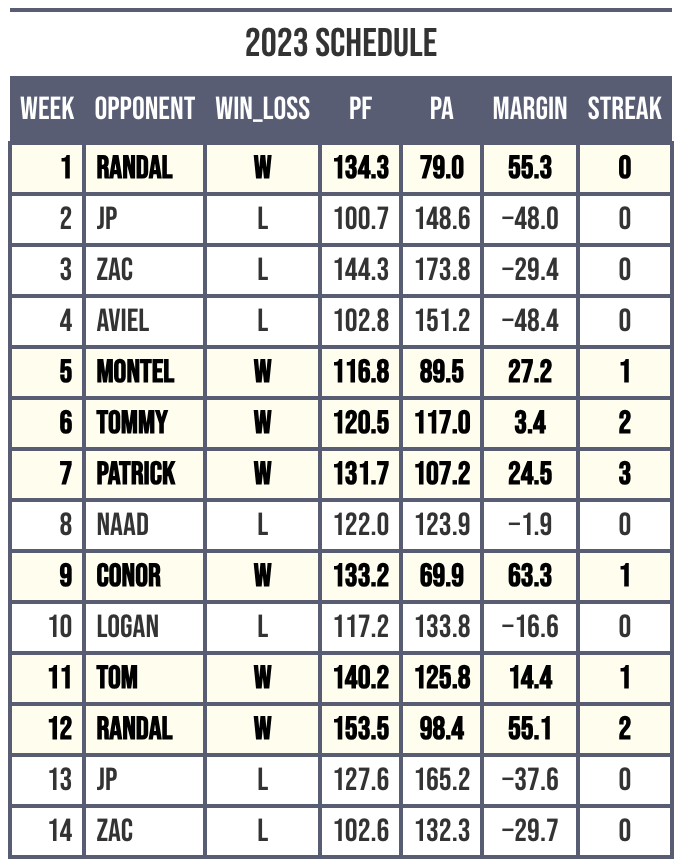 2023 SCHEDULE
WEEK OPPONENT WIN_LOSS PF PA MARGIN STREAK
1 RANDAL W 134.3 79.0 55.3 0
2 JP L 100.7 148.6 −48.0 0
3 ZAC L 144.3 173.8 −29.4 0
4 AVIEL L 102.8 151.2 −48.4 0
5 MONTEL W 116.8 89.5 27.2 1
6 TOMMY W 120.5 117.0 3.4 2
7 PATRICK W 131.7 107.2 24.5 3
8 NAAD L 122.0 123.9 −1.9 0
9 CONOR W 133.2 69.9 63.3 1
10 LOGAN L 117.2 133.8 −16.6 0
11 TOM W 140.2 125.8 14.4 1
12 RANDAL W 153.5 98.4 55.1 2
13 JP L 127.6 165.2 −37.6 0
14 ZAC L 102.6 132.3 −29.7 0